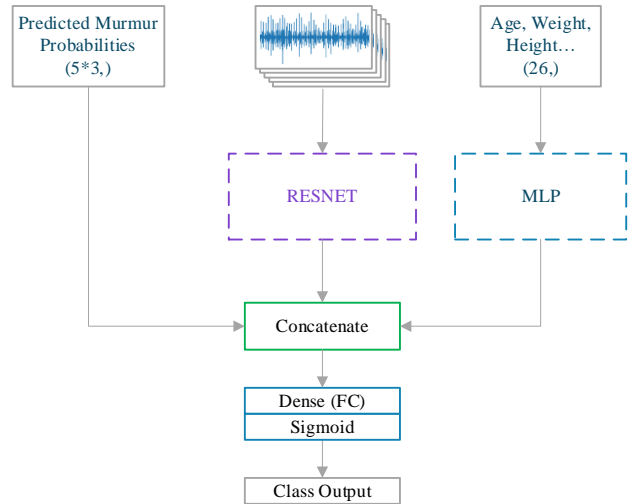 Predicted Murmur
Probabilities
(5*3,)
Age, Weight,
Height…
(26,)
RESNET
MLP
Concatenate
Dense (FC)
Sigmoid
Class Output